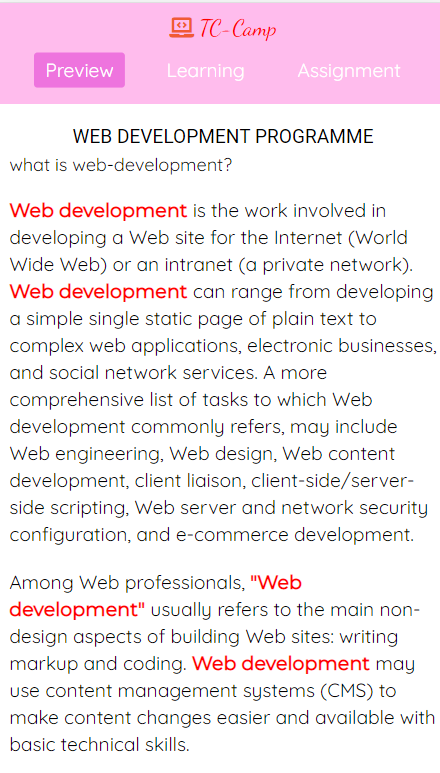 TC-Camp
Preview Learning Assignment
WEB DEVELOPMENT PROGRAMME
what is web-development?
Web development is the work involved in
developing a Web site for the Internet (World
Wide Web) or an intranet (a private network).
Web development can range from developing
a simple single static page of plain text to
complex web applications, electronic businesses,
and social network services. A more
comprehensive list of tasks to which Web
development commonly refers, may include
Web engineering, Web design, Web content
development, client liaison, client-side/server-
side scripting, Web server and network security
configuration, and e-commerce development.
Among Web professionals, "Web
development" usually refers to the main non-
design aspects of building Web sites: writing
markup and coding. Web development may
use content management systems (CMS) to
make content changes easier and available with
basic technical skills.